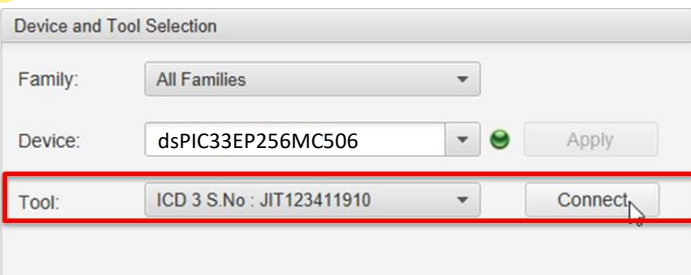 Device and Tool Selection
Family: All Families
Device: dsPIC33EP256MC506 Apply
Tool: ICD 3 S.No : JIT123411910 Connect